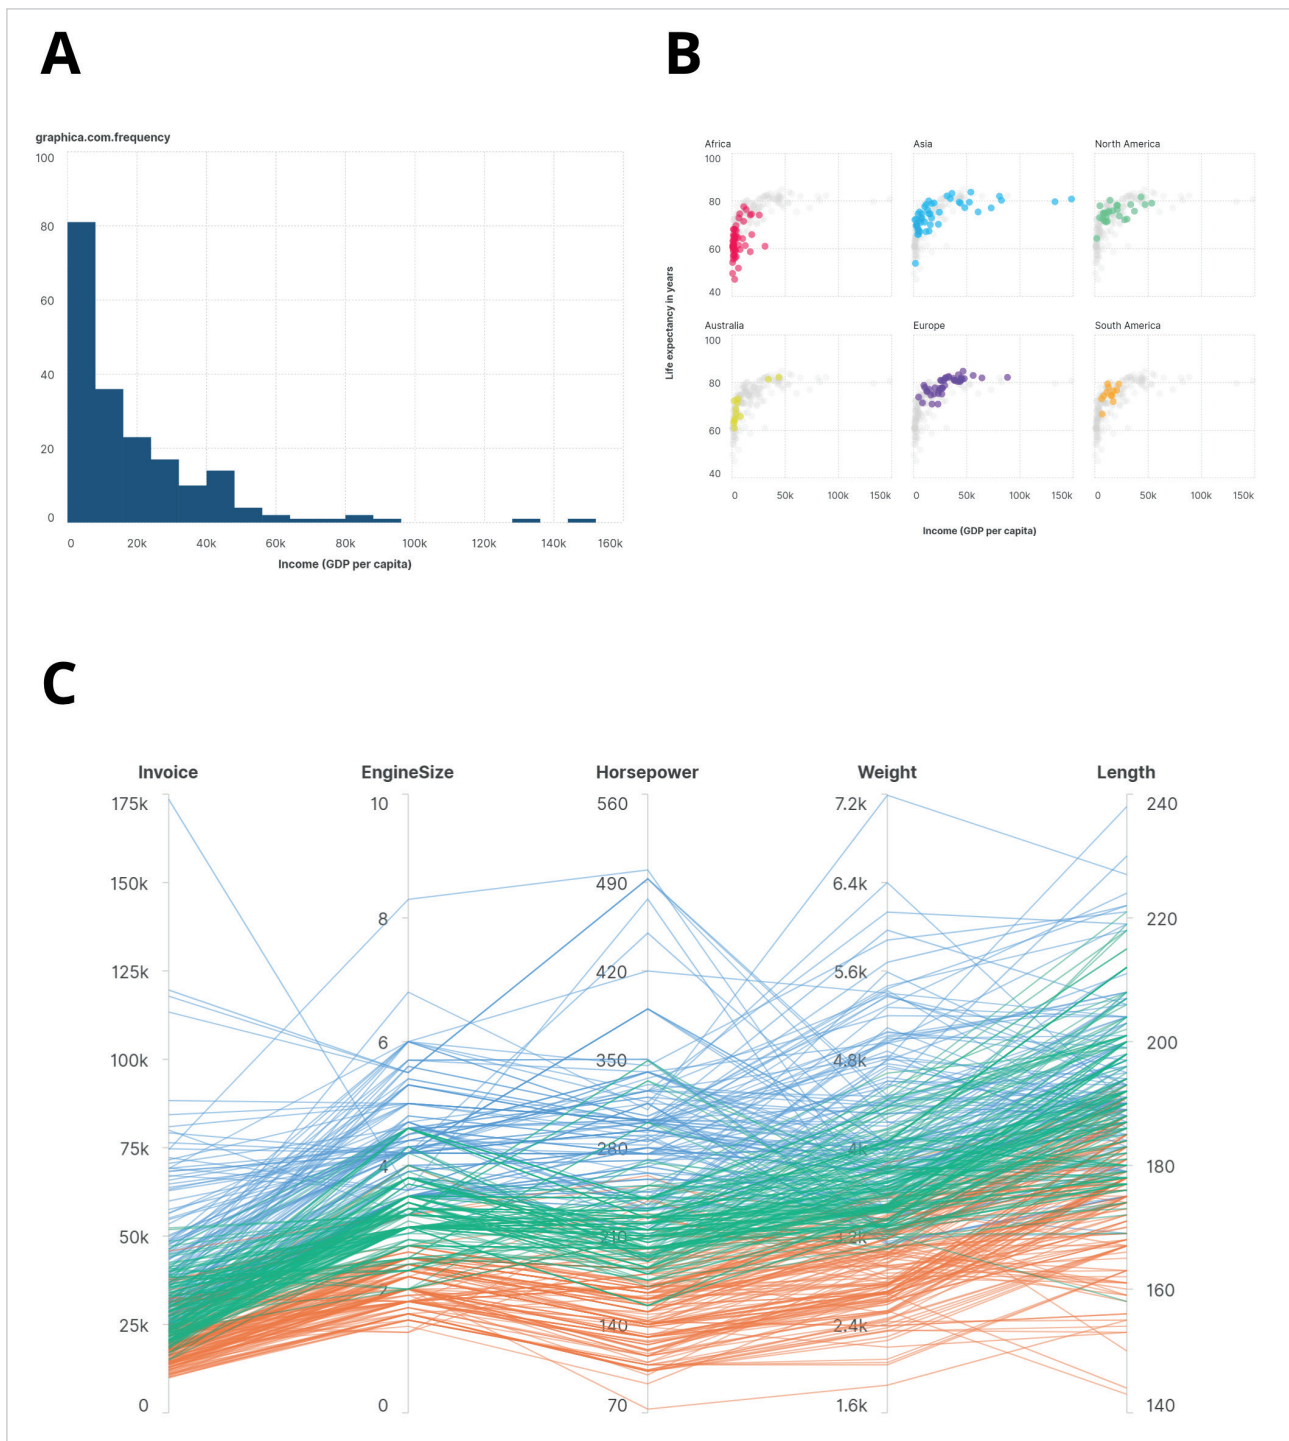 A
B
graphica.com.frequency
100
80
60
40
20
0
0 20k 40k 60k 80k 100k 120k 140k 160k
Income (GDP per capita)
Africa Asia North America
100
80
60
40
Life expectancy in years
Australia Europe South America
100
80
60
40
0 50k 100k 150k 0 50k 100k 150k 0 50k 100k 150k
Income (GDP per capita)
C
Invoice EngineSize Horsepower Weight Length
175k 10 560 7.2k 240
150k 8 490 6.4k 220
125k 6 420 5.6k 200
100k 4 350 4.8k 180
75k 2 280 4k 160
50k 0 210 3.2k 140
25k 140 2.4k
0 70 1.6k